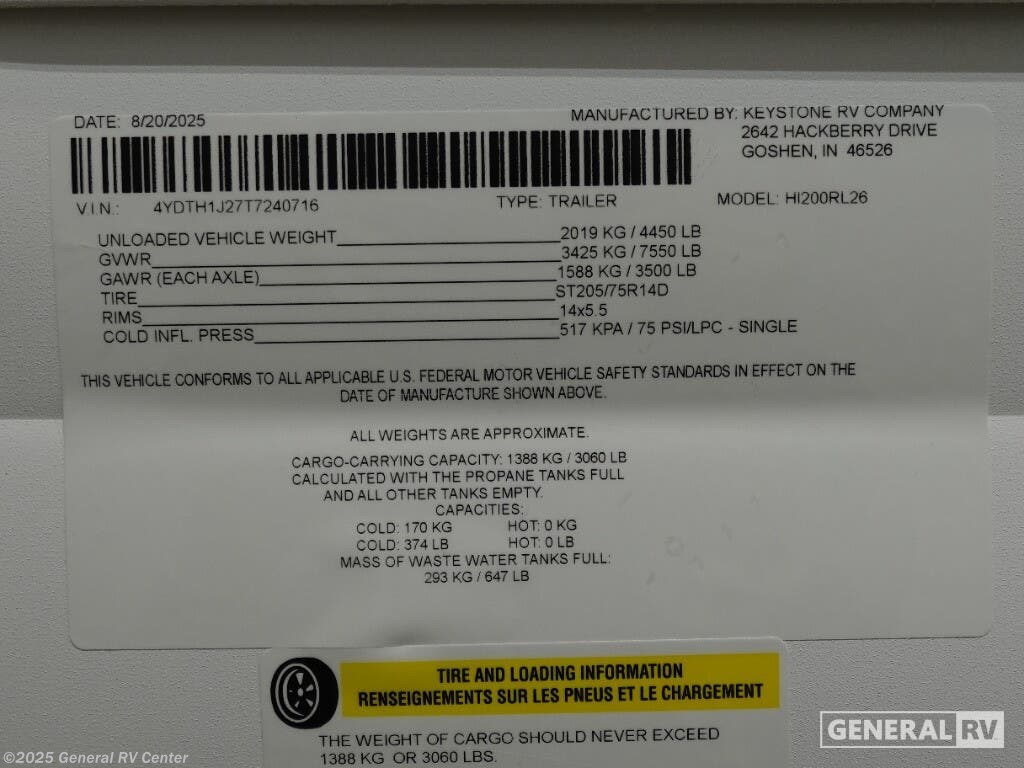 DATE: 8/20/2025
MANUFACTURED BY: KEYSTONE RV COMPANY
2642 HACKBERRY DRIVE
GOSHEN, IN 46526
V.I.N.: 4YDTH1J27T7240716 TYPE: TRAILER MODEL: HI200RL26
UNLOADED VEHICLE WEIGHT 2019 KG / 4450 LB
GVWR 3425 KG / 7550 LB
GAWR (EACH AXLE) 1588 KG / 3500 LB
TIRE ST205/75R14D
RIMS 14x5.5
COLD INFL. PRESS 517 KPA / 75 PSI/LPC - SINGLE
THIS VEHICLE CONFORMS TO ALL APPLICABLE U.S. FEDERAL MOTOR VEHICLE SAFETY STANDARDS IN EFFECT ON THE
DATE OF MANUFACTURE SHOWN ABOVE.
ALL WEIGHTS ARE APPROXIMATE.
CARGO-CARRYING CAPACITY: 1388 KG / 3060 LB
CALCULATED WITH THE PROPANE TANKS FULL
AND ALL OTHER TANKS EMPTY.
CAPACITIES:
COLD: 170 KG HOT: 0 KG
COLD: 374 LB HOT: 0 LB
MASS OF WASTE WATER TANKS FULL:
293 KG / 647 LB
TIRE AND LOADING INFORMATION
RENSEIGNEMENTS SUR LES PNEUS ET LE CHARGEMENT
THE WEIGHT OF CARGO SHOULD NEVER EXCEED
1388 KG OR 3060 LBS.
GENERAL RV
©2025 General RV Center